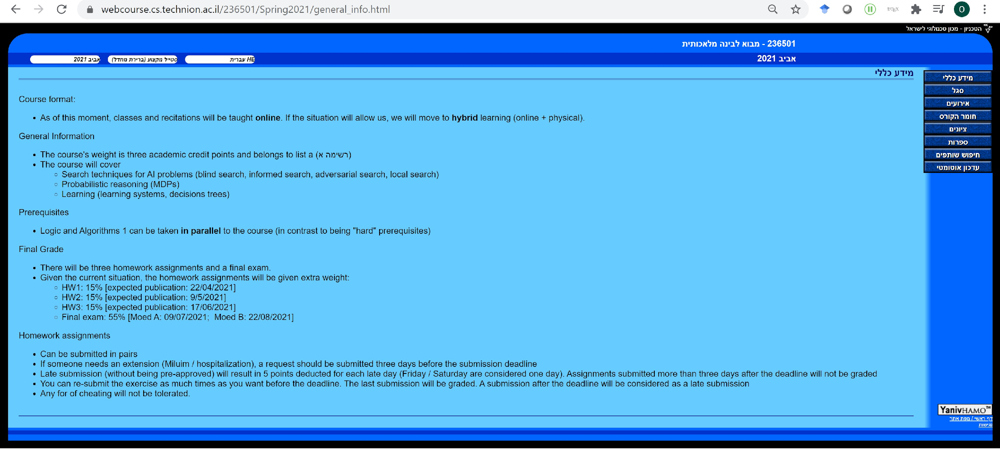 webcourse.cs.technion.ac.il/236501/Spring2021/general_info.html
LATEX
O
הטכניון - מכון טכנולוגי לישראל
236501 - מבוא לבינה מלאכותית
אביב 2021
HE עברית
סטייל מקצוע (ברירת מחדל)
אביב 2021
מידע כללי
מידע כללי
סגל
אירועים
חומר הקורס
ציונים
ספרות
חיפוש שותפים
עדכון אוטומטי
Course format:
• As of this moment, classes and recitations will be taught online. If the situation will allow us, we will move to hybrid learning (online + physical).
General Information
• The course's weight is three academic credit points and belongs to list a (רשימה א)
• The course will cover
◦ Search techniques for AI problems (blind search, informed search, adversarial search, local search)
◦ Probabilistic reasoning (MDPs)
◦ Learning (learning systems, decisions trees)
Prerequisites
• Logic and Algorithms 1 can be taken in parallel to the course (in contrast to being "hard" prerequisites)
Final Grade
• There will be three homework assignments and a final exam.
• Given the current situation, the homework assignments will be given extra weight:
◦ HW1: 15% [expected publication: 22/04/2021]
◦ HW2: 15% [expected publication: 9/5/2021]
◦ HW3: 15% [expected publication: 17/06/2021]
◦ Final exam: 55% [Moed A: 09/07/2021;  Moed B: 22/08/2021]
Homework assignments
• Can be submitted in pairs
• If someone needs an extension (Miluim / hospitalization), a request should be submitted three days before the submission deadline
• Late submission (without being pre-approved) will result in 5 points deducted for each late day (Friday / Saturday are considered one day). Assignments submitted more than three days after the deadline will not be graded
• You can re-submit the exercise as much times as you want before the deadline. The last submission will be graded. A submission after the deadline will be considered as a late submission
• Any for of cheating will not be tolerated.
YanivHAMO™
דף ראשי / מפת אתר
נגישות